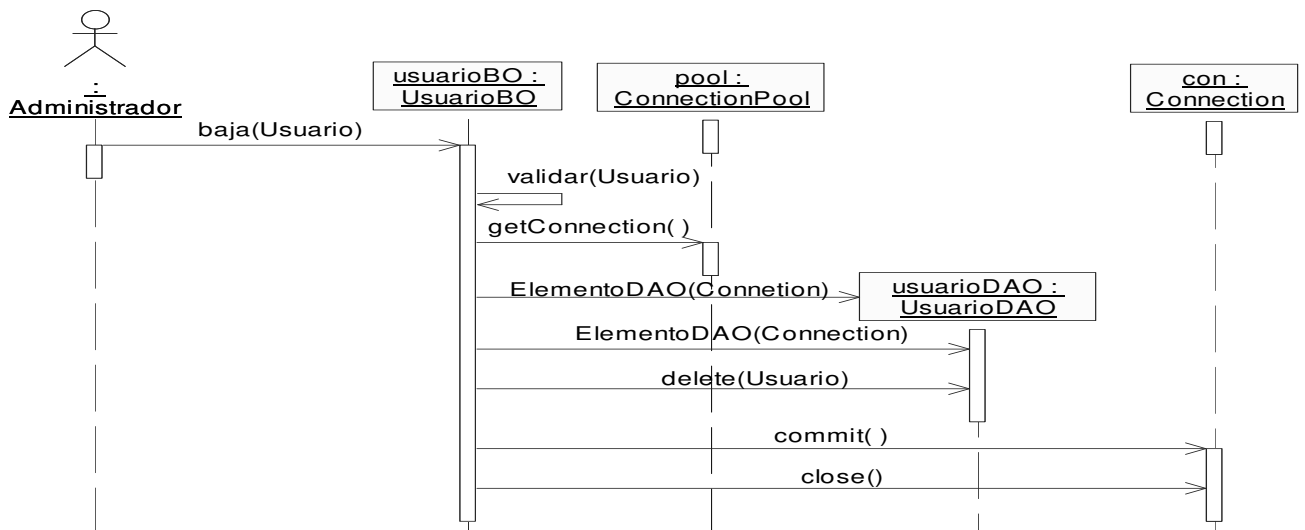 :
Administrador
usuarioBO :
UsuarioBO
pool :
ConnectionPool
con :
Connection
baja(Usuario)
validar(Usuario)
getConnection( )
ElementoDAO(Connetion)
usuarioDAO :
UsuarioDAO
ElementoDAO(Connection)
delete(Usuario)
commit( )
close()